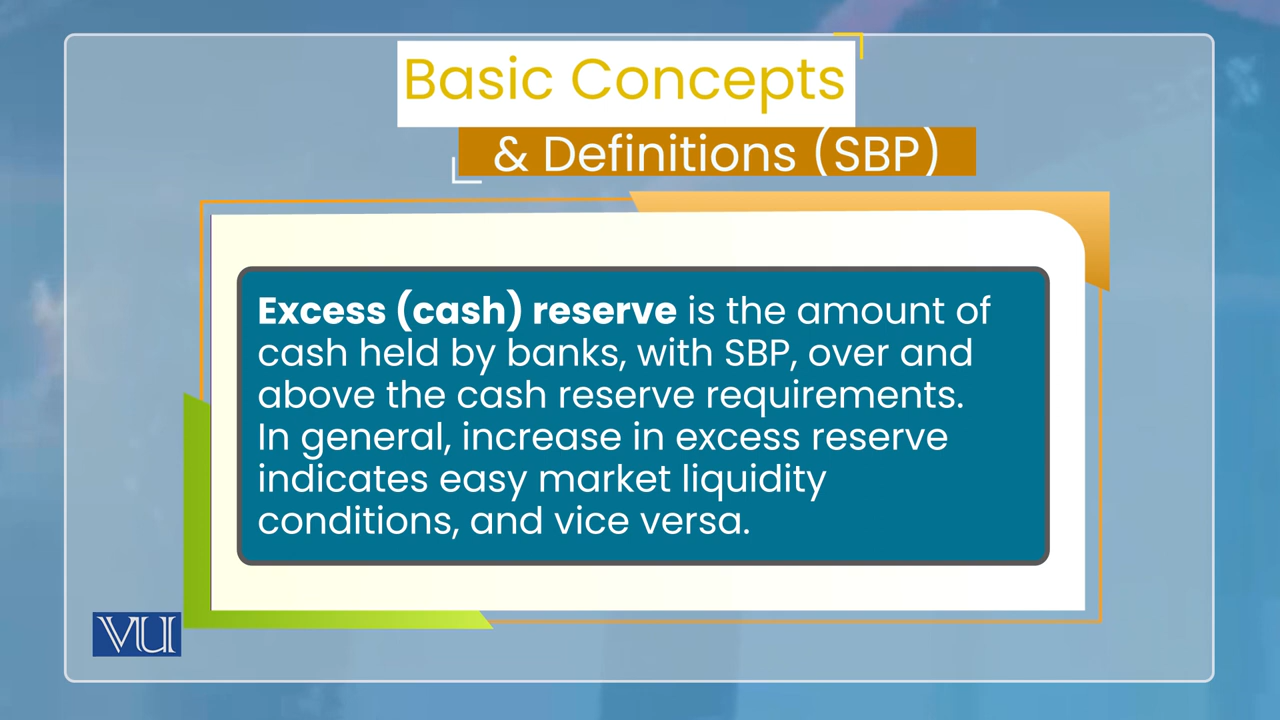 Basic Concepts
& Definitions (SBP)
Excess (cash) reserve is the amount of
cash held by banks, with SBP, over and
above the cash reserve requirements.
In general, increase in excess reserve
indicates easy market liquidity
conditions, and vice versa.
VU